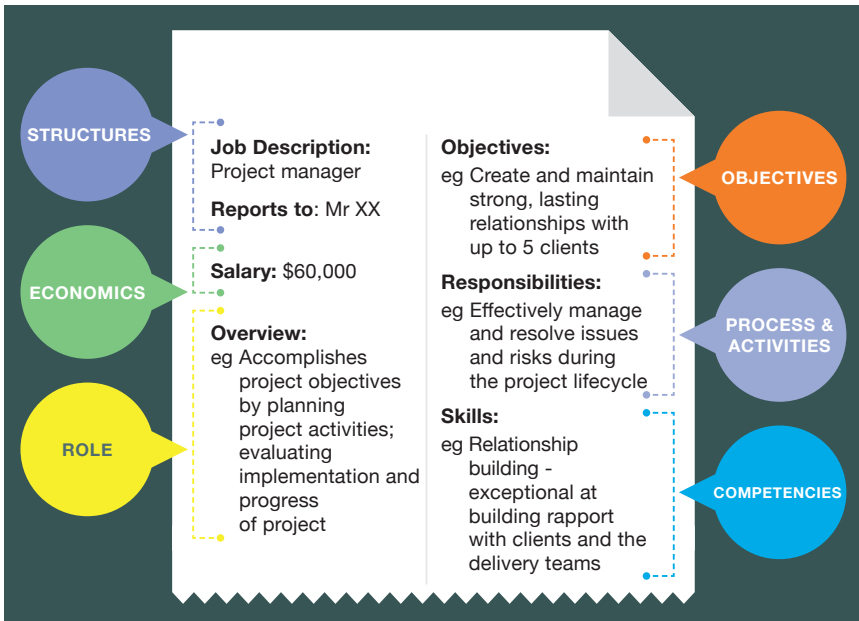 STRUCTURES
Job Description:
Project manager
Reports to: Mr XX
ECONOMICS
Salary: $60,000
ROLE
Overview:
eg Accomplishes
project objectives
by planning
project activities;
evaluating
implementation and
progress
of project
Objectives:
eg Create and maintain
strong, lasting
relationships with
up to 5 clients
OBJECTIVES
Responsibilities:
eg Effectively manage
and resolve issues
and risks during
the project lifecycle
PROCESS &
ACTIVITIES
Skills:
eg Relationship
building -
exceptional at
building rapport
with clients and the
delivery teams
COMPETENCIES